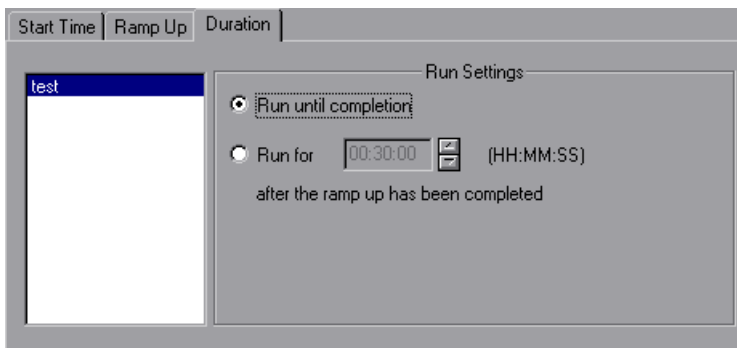 Start Time Ramp Up Duration
test
Run Settings
Run until completion
Run for 00:30:00 (HH:MM:SS)
after the ramp up has been completed